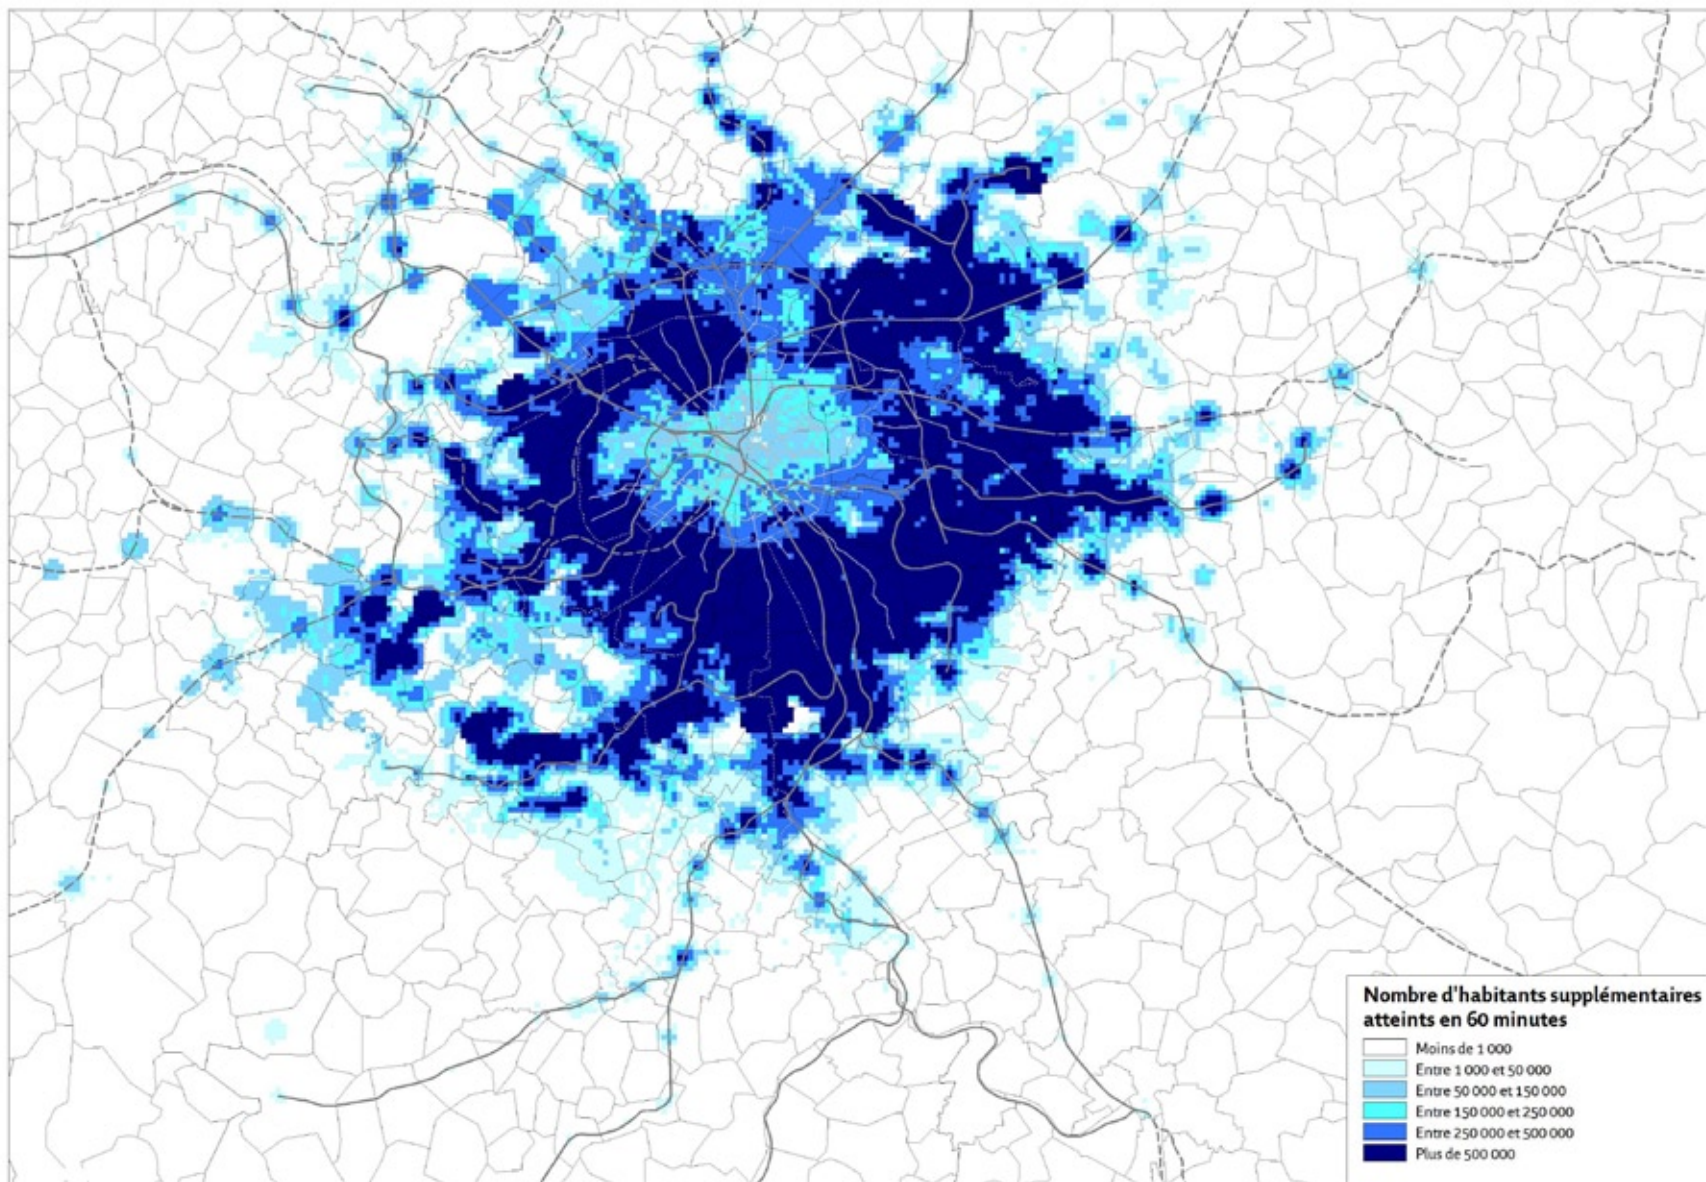 Nombre d'habitants supplémentaires
atteints en 60 minutes
Moins de 1 000
Entre 1 000 et 50 000
Entre 50 000 et 150 000
Entre 150 000 et 250 000
Entre 250 000 et 500 000
Plus de 500 000